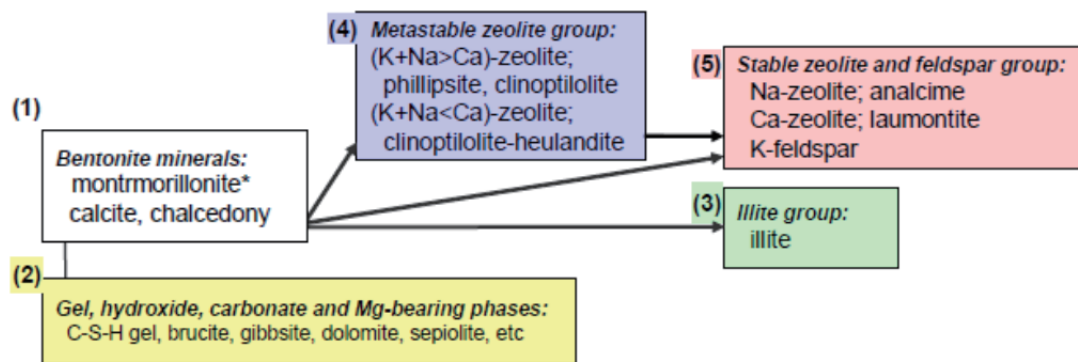 (1)
Bentonite minerals:
montrmorillonite*
calcite, chalcedony
(2)
Gel, hydroxide, carbonate and Mg-bearing phases:
C-S-H gel, brucite, gibbsite, dolomite, sepiolite, etc
(4)
Metastable zeolite group:
(K+Na>Ca)-zeolite;
phillipsite, clinoptilolite
(K+Na<Ca)-zeolite;
clinoptilolite-heulandite
(5)
Stable zeolite and feldspar group:
Na-zeolite; analcime
Ca-zeolite; laumontite
K-feldspar
(3)
Illite group:
illite